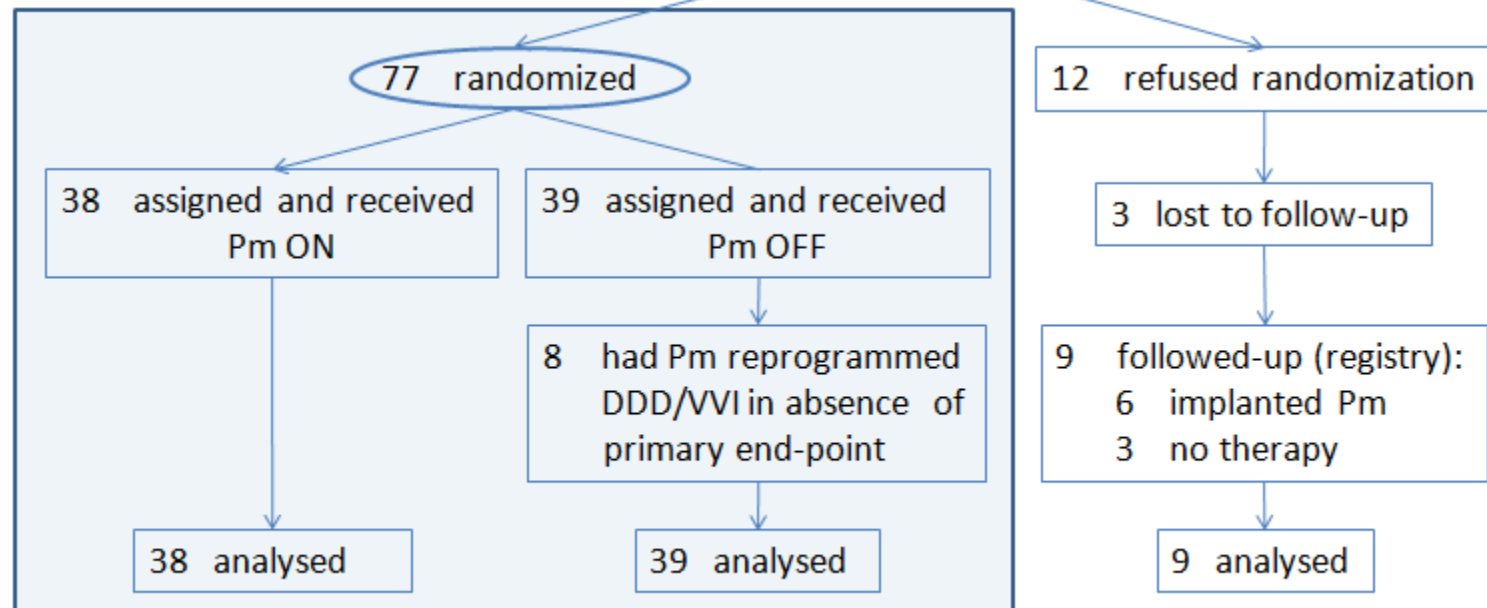 77 randomized
12 refused randomization
38 assigned and received
Pm ON
39 assigned and received
Pm OFF
3 lost to follow-up
8 had Pm reprogrammed
DDD/VVI in absence of
primary end-point
9 followed-up (registry):
6 implanted Pm
3 no therapy
38 analysed
39 analysed
9 analysed